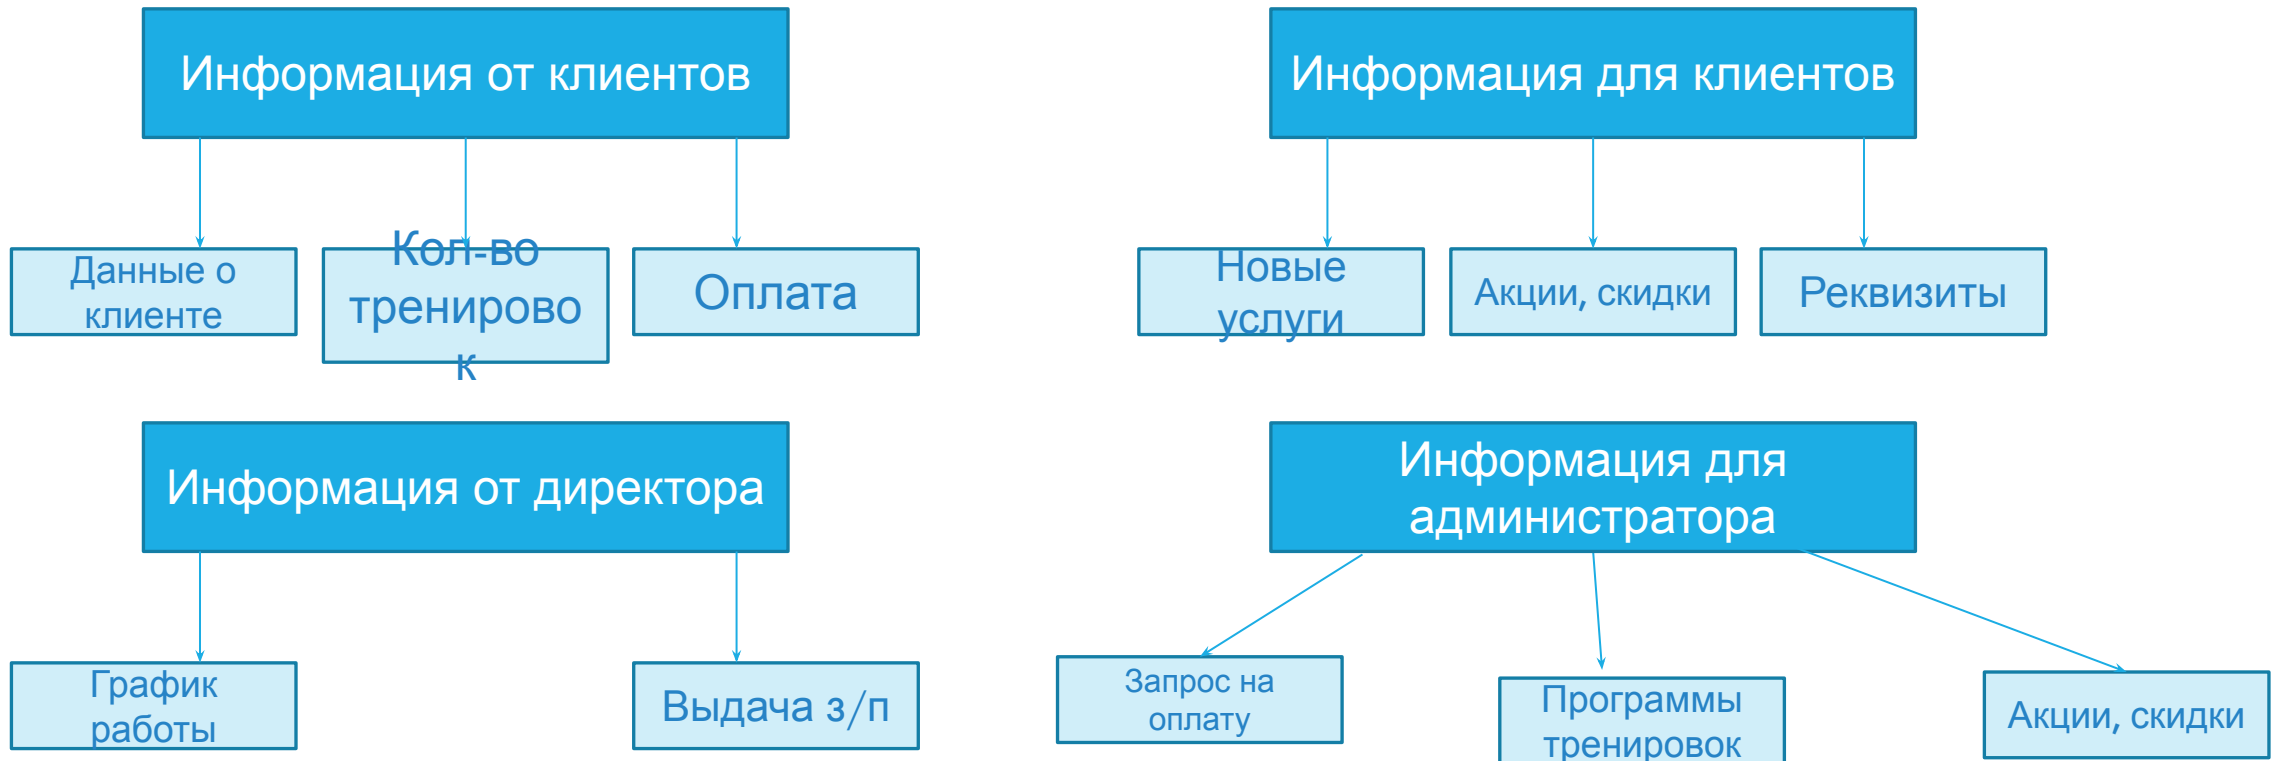 Информация от клиентов
Информация для клиентов
Данные о
клиенте
Кол-во
тренирово
к
Оплата
Новые
услуги
Акции, скидки
Реквизиты
Информация от директора
Информация для
администратора
График
работы
Выдача з/п
Запрос на
оплату
Программы
тренировок
Акции, скидки